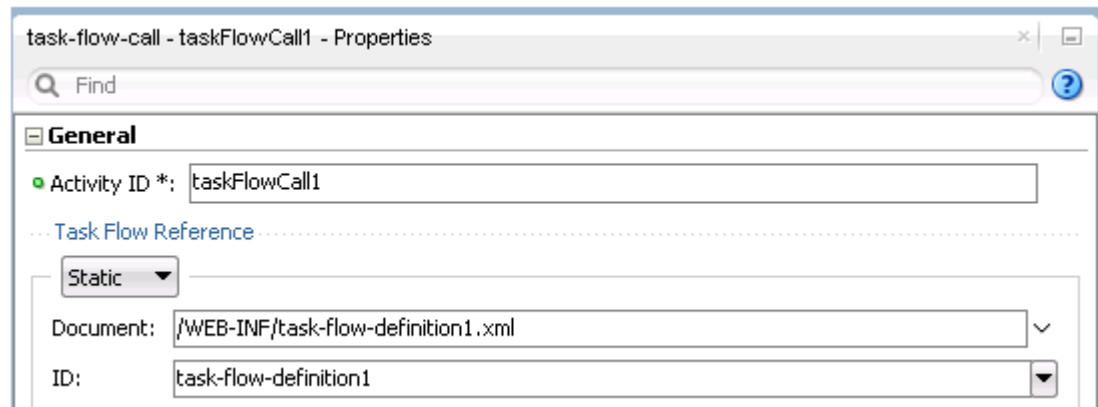 task-flow-call - taskFlowCall1 - Properties
Find
General
Activity ID *: taskFlowCall1
Task Flow Reference
Static
Document: /WEB-INF/task-flow-definition1.xml
ID: task-flow-definition1